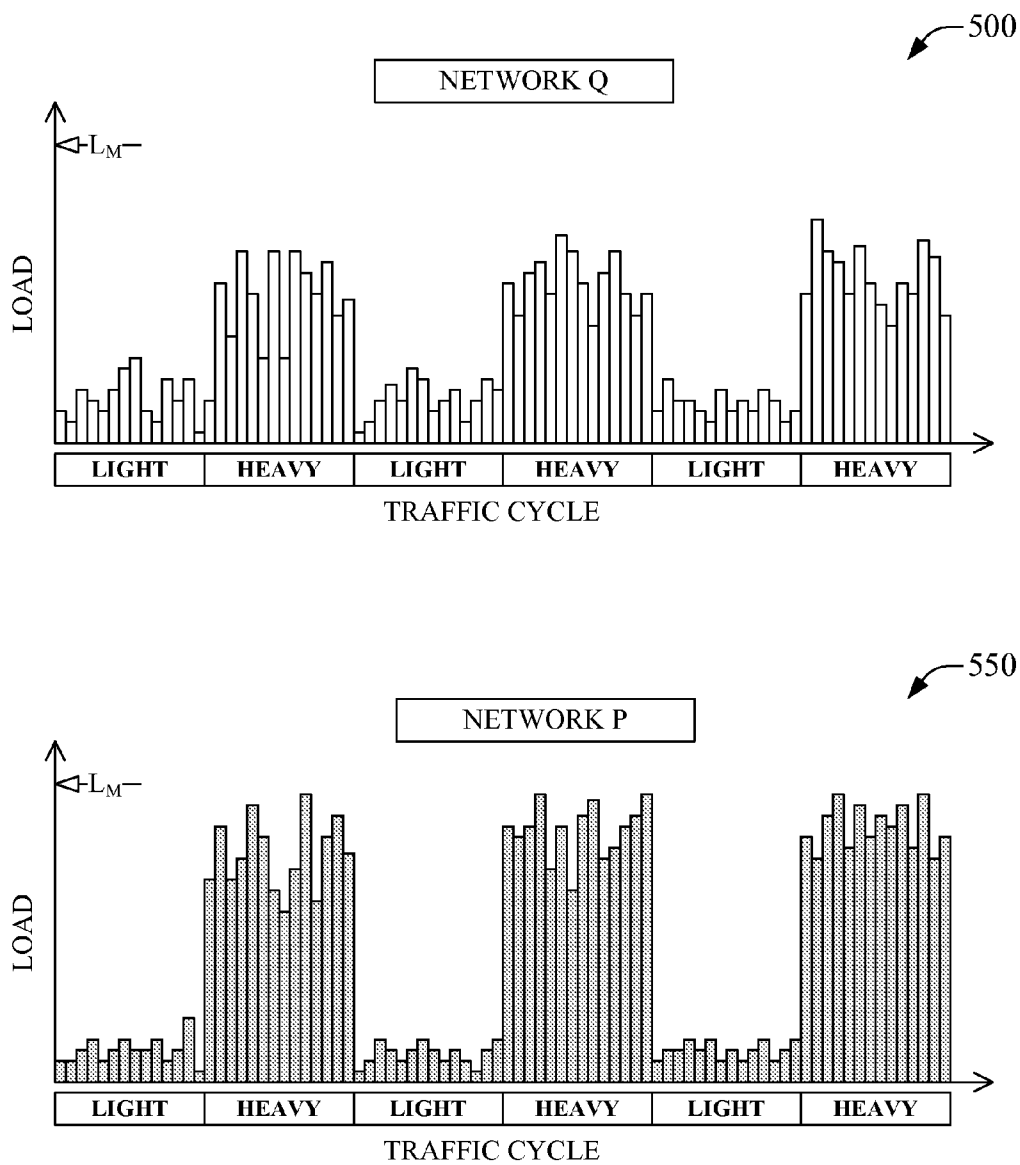 500
NETWORK Q
L_M
LOAD
LIGHT HEAVY LIGHT HEAVY LIGHT HEAVY
TRAFFIC CYCLE
550
NETWORK P
L_M
LOAD
LIGHT HEAVY LIGHT HEAVY LIGHT HEAVY
TRAFFIC CYCLE